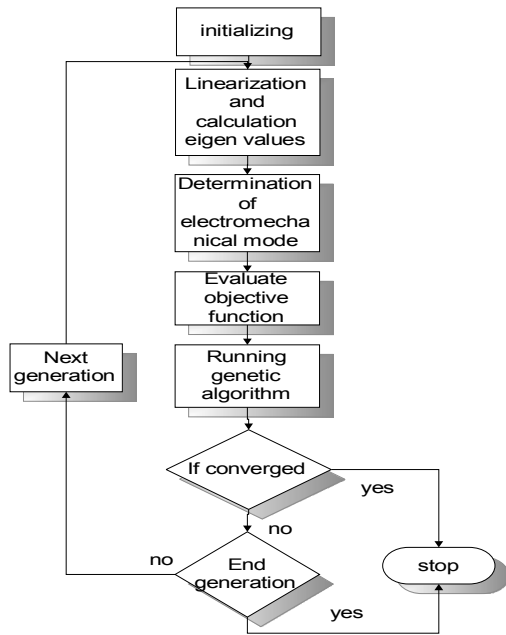 initializing
Linearization
and
calculation
eigen values
Determination
of
electromecha
nical mode
Evaluate
objective
function
Next
generation
Running
genetic
algorithm
If converged
yes
no
no
End
generation
stop
yes